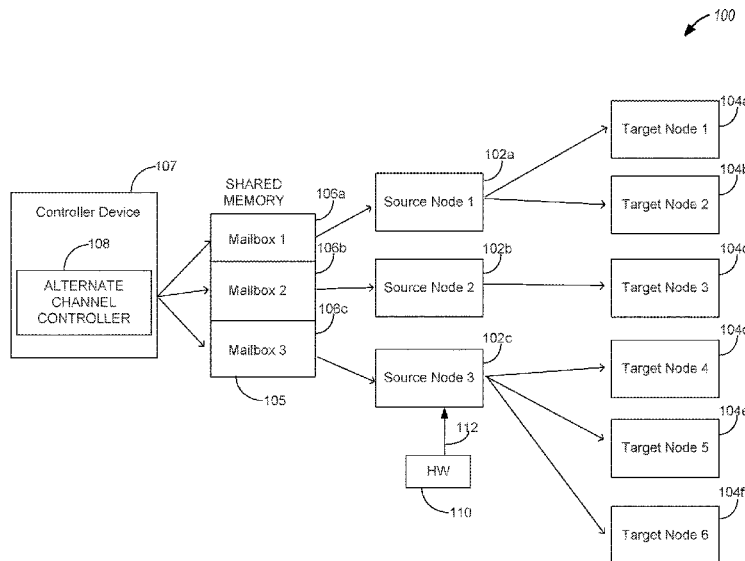 100
107
Controller Device
108
ALTERNATE
CHANNEL
CONTROLLER
SHARED
MEMORY
106a
Mailbox 1
106b
Mailbox 2
106c
Mailbox 3
105
102a
Source Node 1
102b
Source Node 2
102c
Source Node 3
112
HW
110
104a
Target Node 1
104b
Target Node 2
104c
Target Node 3
104d
Target Node 4
104e
Target Node 5
104f
Target Node 6